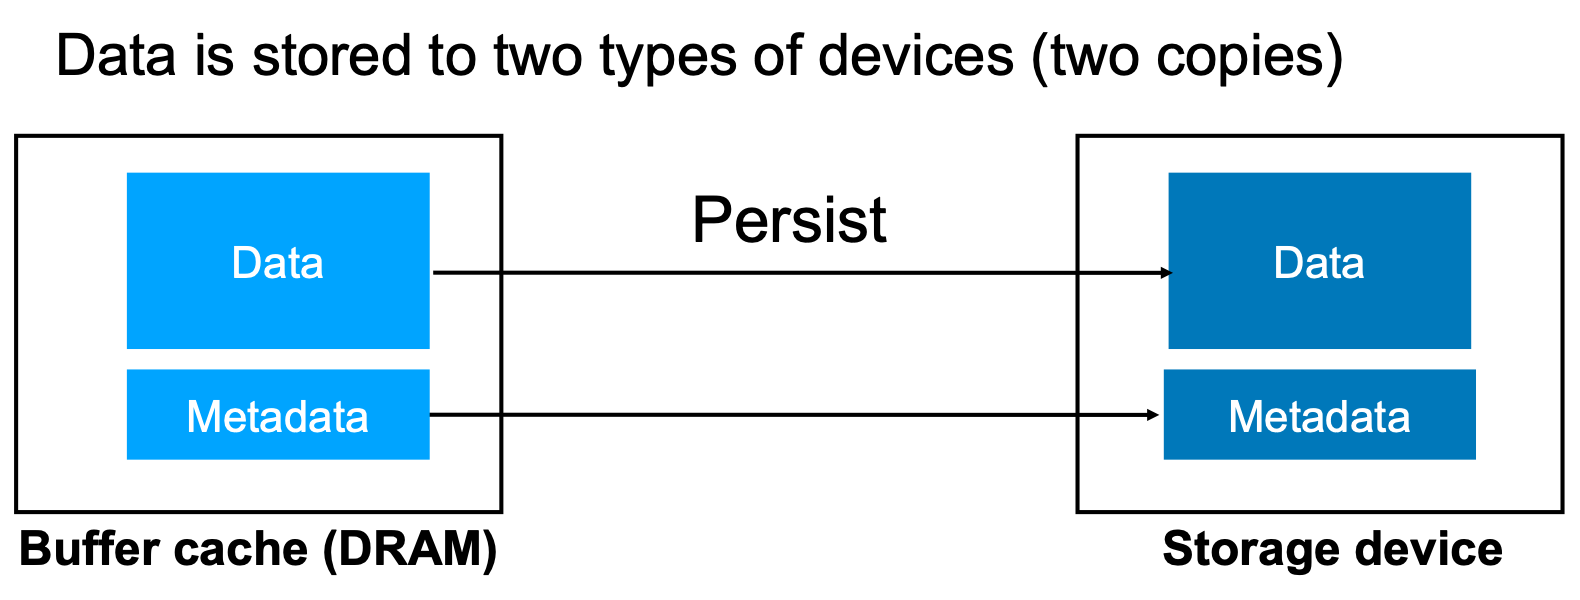 Data is stored to two types of devices (two copies)
Data
Persist
Data
Metadata
Metadata
Buffer cache (DRAM)
Storage device